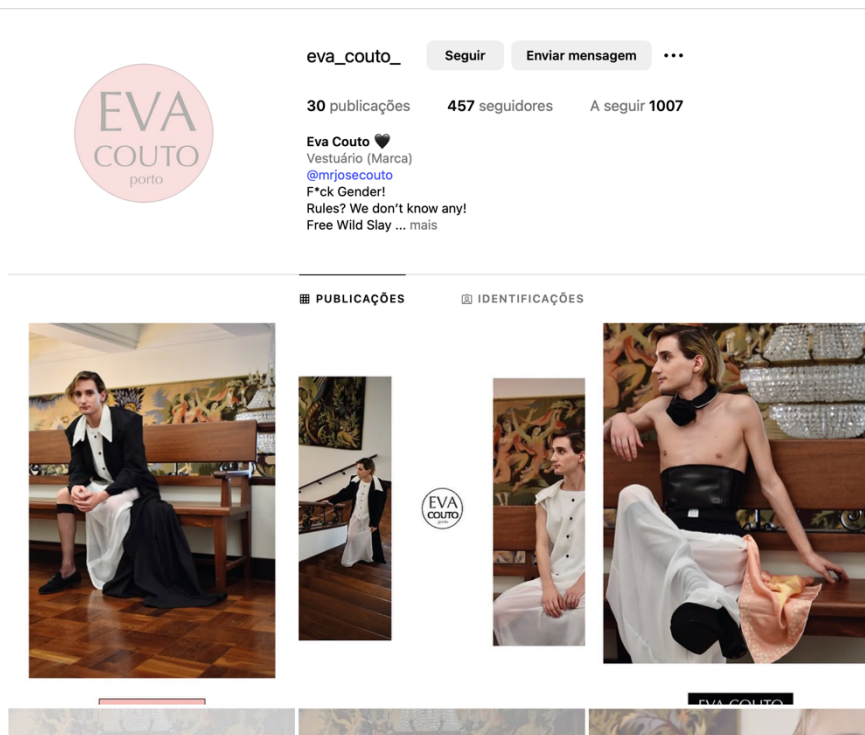 eva_couto_ Seguir Enviar mensagem
30 publicações 457 seguidores A seguir 1007
EVA
COUTO
porto
Eva Couto 🖤
Vestuário (Marca)
@mrjosecouto
F*ck Gender!
Rules? We don't know any!
Free Wild Slay ... mais
PUBLICAÇÕES IDENTIFICAÇÕES
EVA
COUTO
porto
EVA COUTO